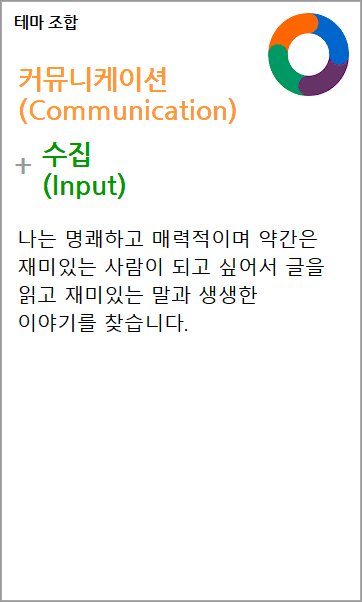 테마 조합
커뮤니케이션
(Communication)
+ 수집
(Input)
나는 명쾌하고 매력적이며 약간은
재미있는 사람이 되고 싶어서 글을
읽고 재미있는 말과 생생한
이야기를 찾습니다.